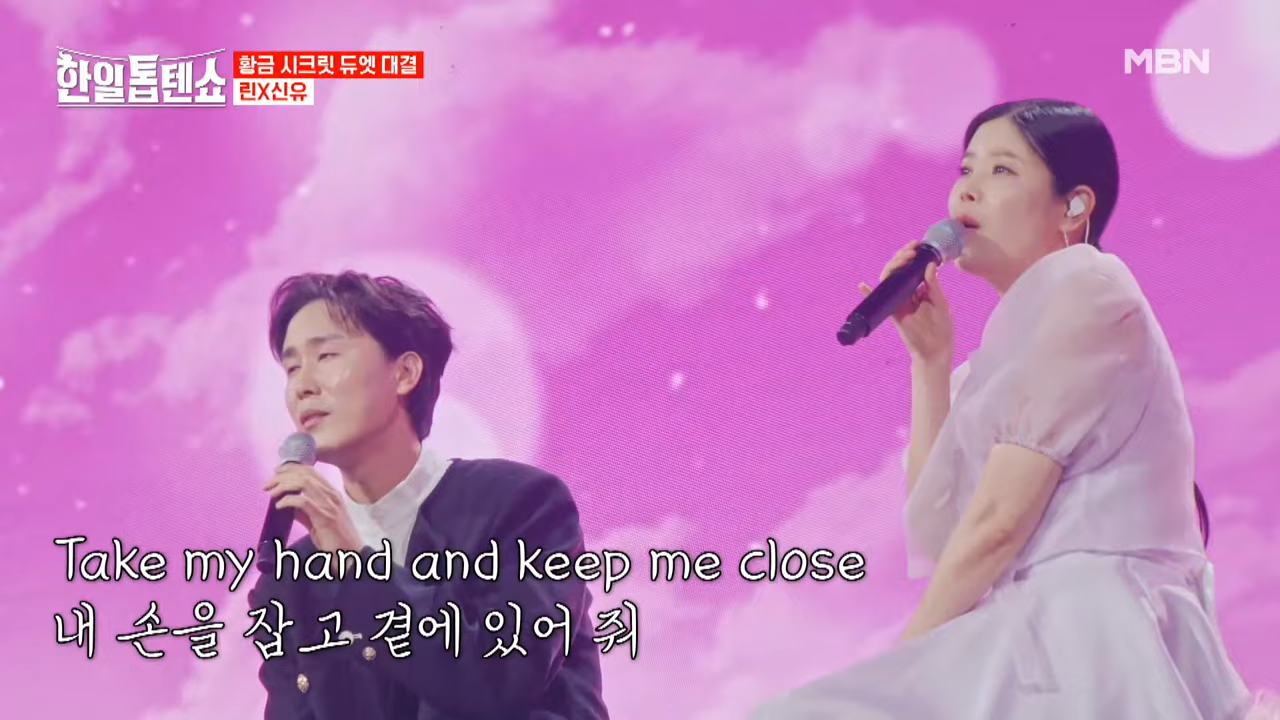 한일톱텐쇼
황금 시크릿 듀엣 대결
린X신유
MBN
Take my hand and keep me close
내 손을 잡고 곁에 있어 줘